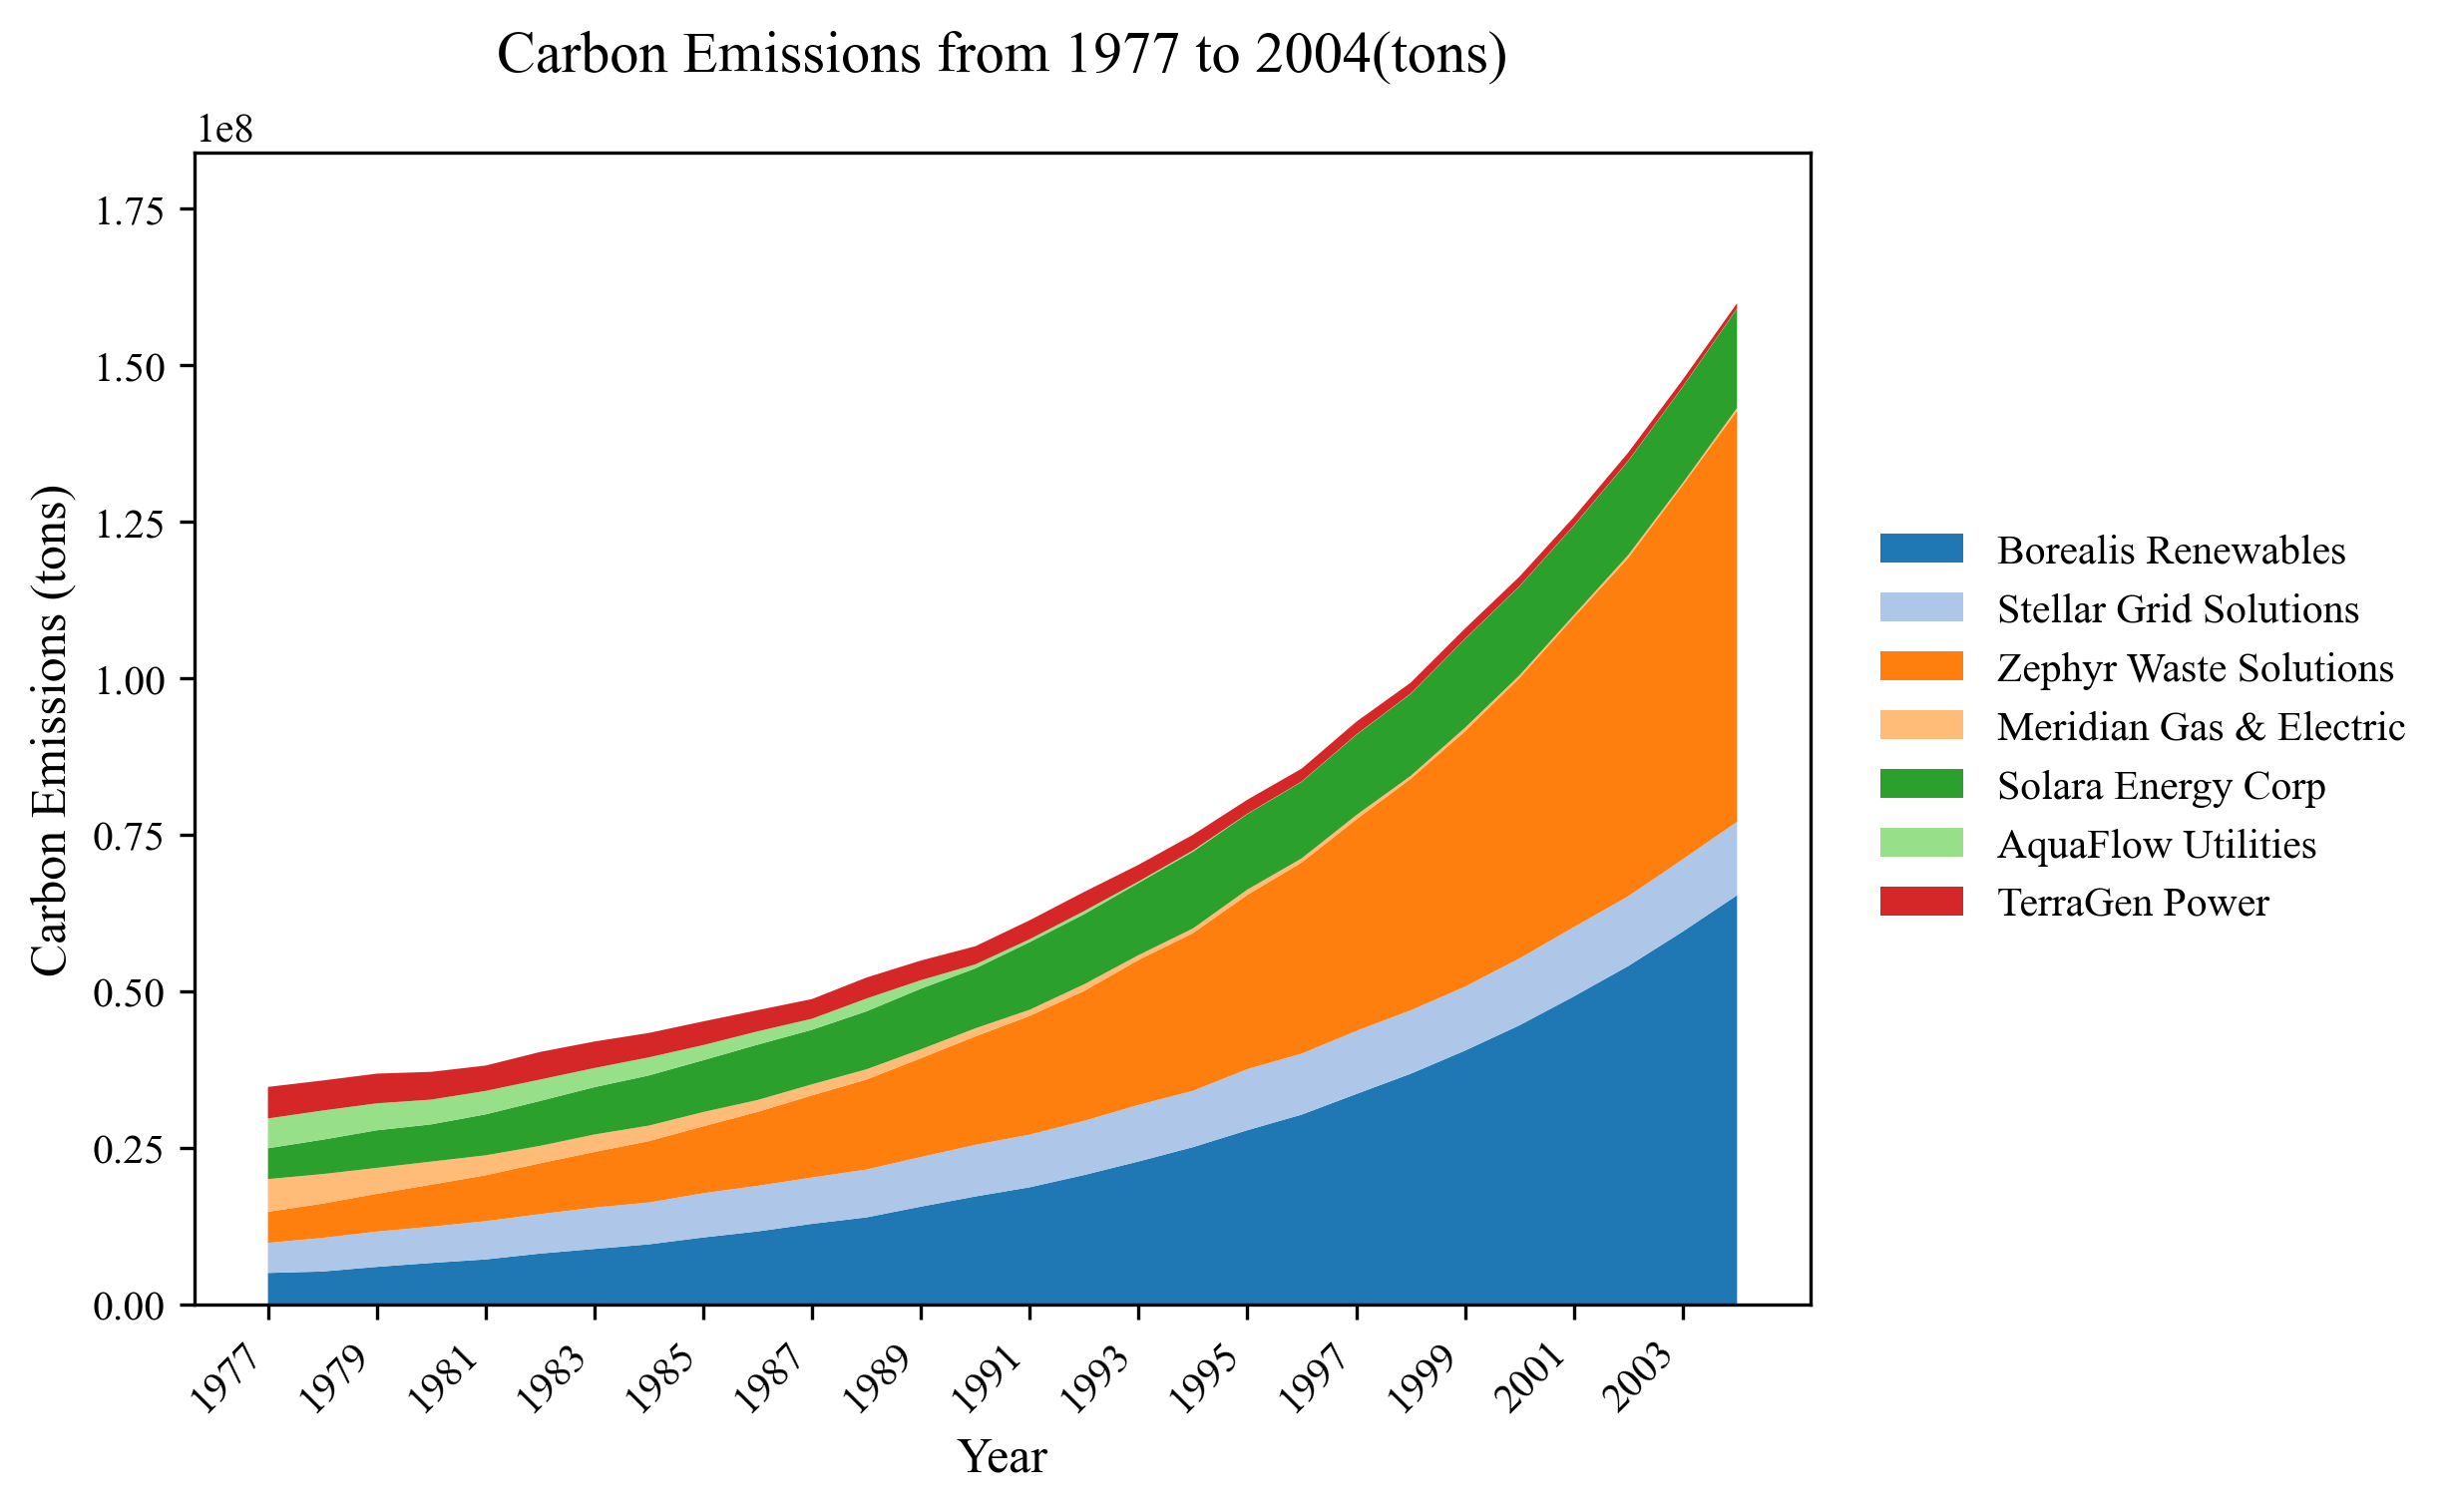 Carbon Emissions from 1977 to 2004(tons)
1e8
1.75
1.50
1.25
1.00
0.75
0.50
0.25
0.00
Carbon Emissions (tons)
1977
1979
1981
1983
1985
1987
1989
1991
1993
1995
1997
1999
2001
2003
Year
Borealis Renewables
Stellar Grid Solutions
Zephyr Waste Solutions
Meridian Gas & Electric
Solara Energy Corp
AquaFlow Utilities
TerraGen Power